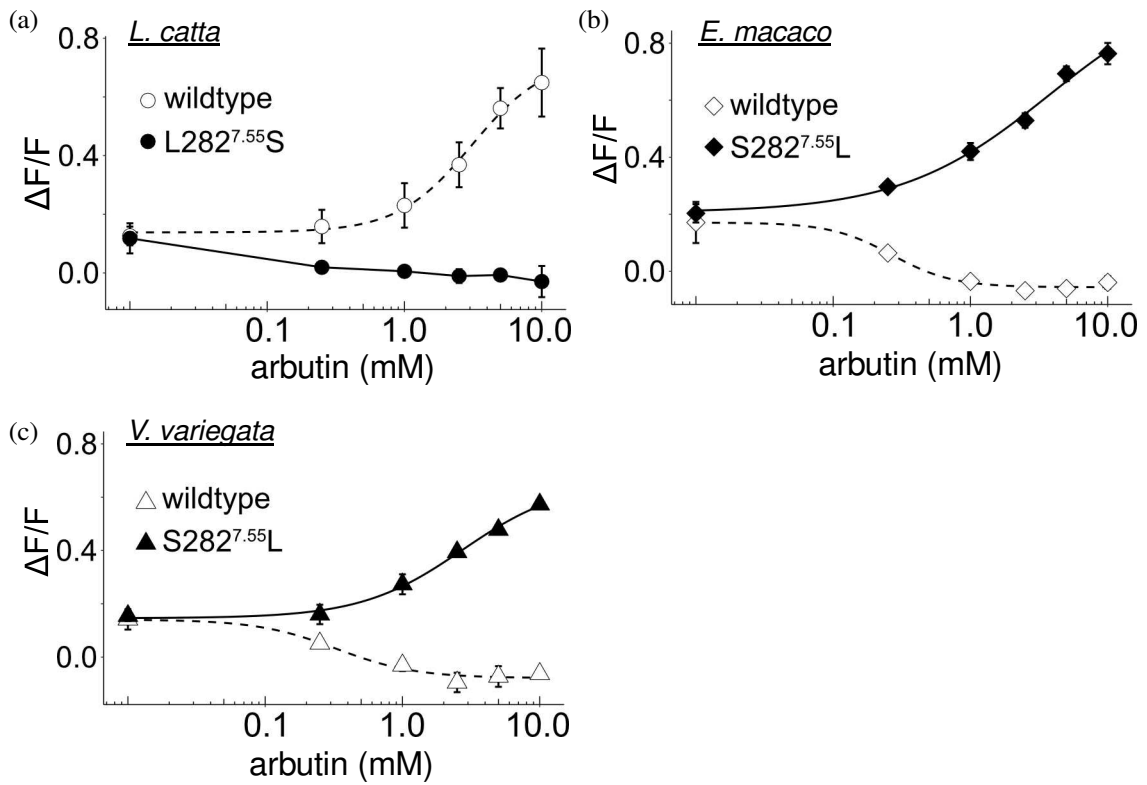 (a) L. catta
0.8
wildtype
L282^7.55S
0.4
ΔF/F
0.0
0.1 1.0 10.0
arbutin (mM)
(b) E. macaco
0.8
wildtype
S282^7.55L
0.4
ΔF/F
0.0
0.1 1.0 10.0
arbutin (mM)
(c) V. variegata
0.8
wildtype
S282^7.55L
0.4
ΔF/F
0.0
0.1 1.0 10.0
arbutin (mM)